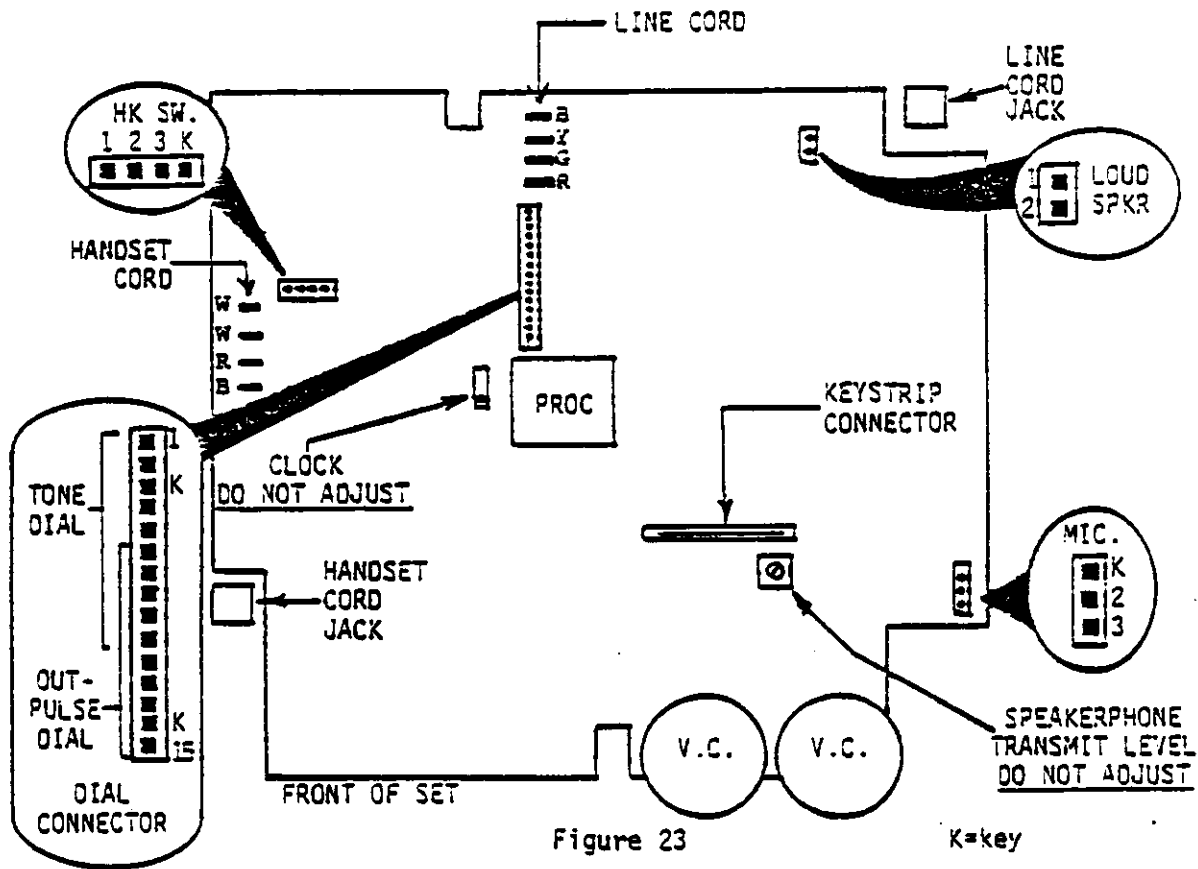 LINE CORD
LINE
CORD
JACK
HK SW.
1 2 3 K
B
Y
G
R
1 LOUD
2 SPKR
HANDSET
CORD
W
W
R
B
PROC
KEYSTRIP
CONNECTOR
CLOCK
DO NOT ADJUST
1
K
TONE
DIAL
OUT-
PULSE
DIAL
K
15
DIAL
CONNECTOR
HANDSET
CORD
JACK
MIC.
K
2
3
SPEAKERPHONE
TRANSMIT LEVEL
DO NOT ADJUST
V.C.
V.C.
FRONT OF SET
Figure 23
K=key